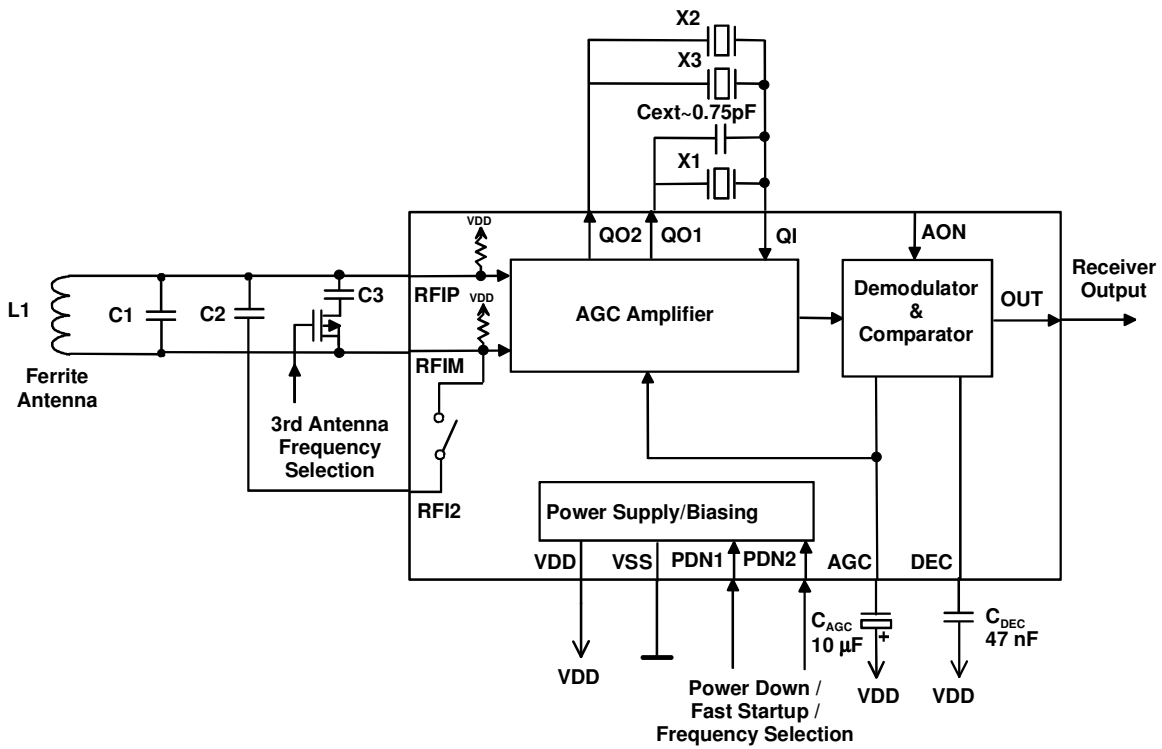 X2
X3
Cext~0.75pF
X1
VDD
QO2
QO1
QI
AON
L1
C1
C2
C3
RFIP
VDD
AGC Amplifier
Demodulator
&
Comparator
OUT
Receiver
Output
RFIM
Ferrite
Antenna
3rd Antenna
Frequency
Selection
RFI2
Power Supply/Biasing
VDD
VSS
PDN1
PDN2
AGC
DEC
CAGC
10 µF
+
CDEC
47 nF
VDD
VDD
VDD
Power Down /
Fast Startup /
Frequency Selection